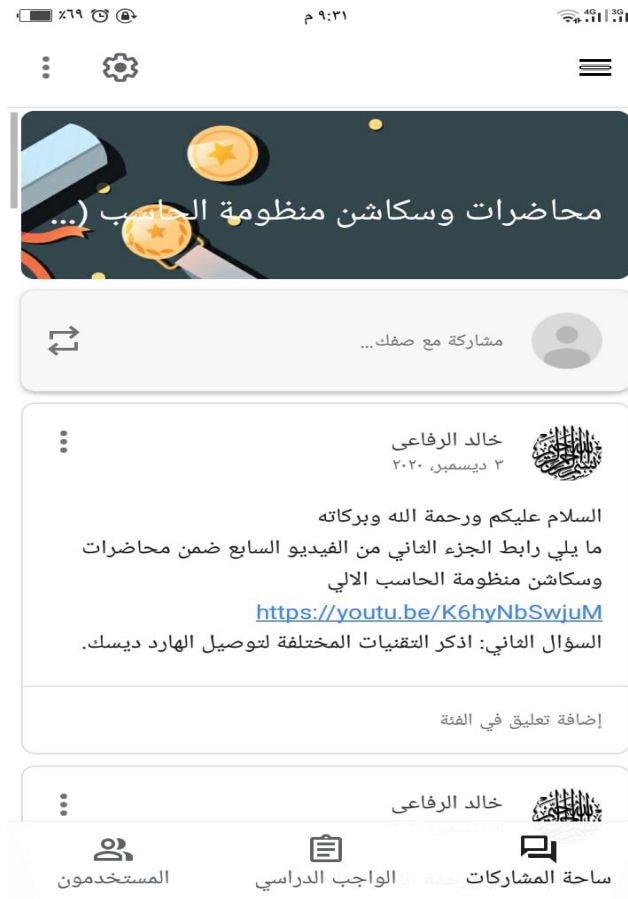 ٪٦٩
٩:٣١ م
4G 3G
محاضرات وسكاشن منظومة الحاسب (...
مشاركة مع صفك...
خالد الرفاعى
٣ ديسمبر، ٢٠٢٠
السلام عليكم ورحمة الله وبركاته
ما يلي رابط الجزء الثاني من الفيديو السابع ضمن محاضرات
وسكاشن منظومة الحاسب الالي
https://youtu.be/K6hyNbSwjuM
السؤال الثاني: اذكر التقنيات المختلفة لتوصيل الهارد ديسك.
إضافة تعليق في الفئة
خالد الرفاعى
ساحة المشاركات
الواجب الدراسي
المستخدمون